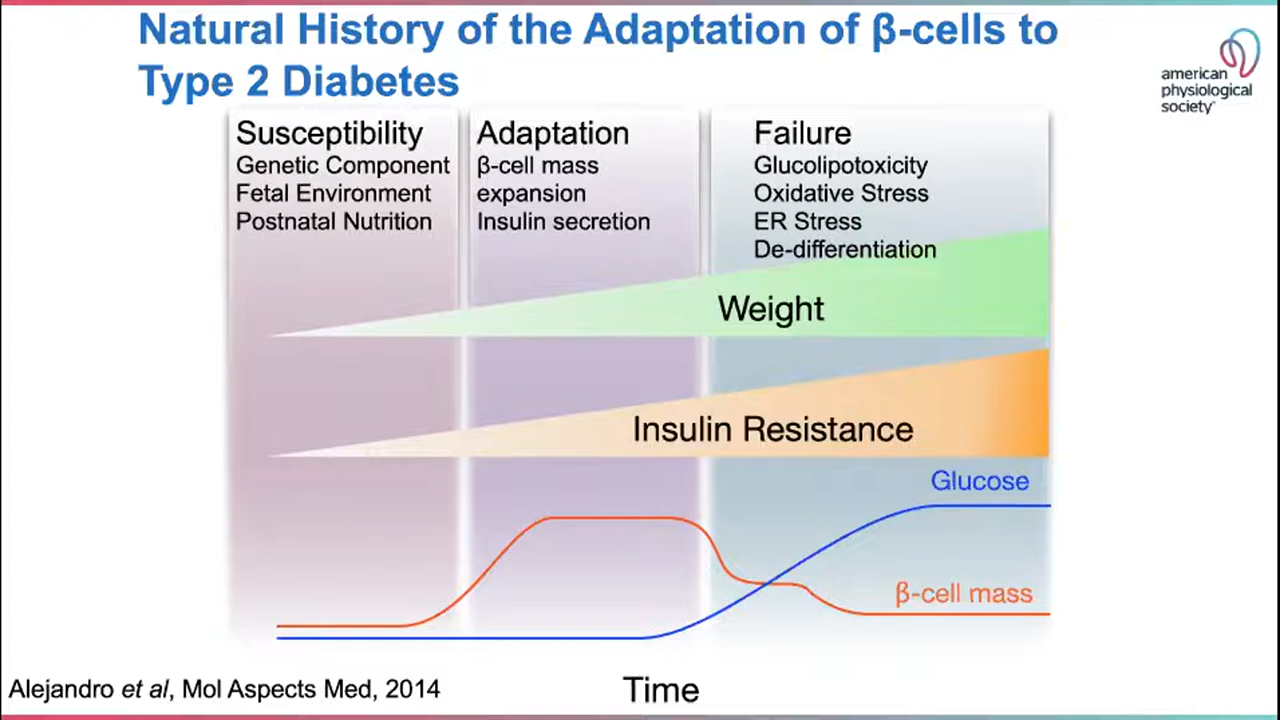 Natural History of the Adaptation of β-cells to
Type 2 Diabetes
american
physiological
society
Susceptibility
Genetic Component
Fetal Environment
Postnatal Nutrition
Adaptation
β-cell mass
expansion
Insulin secretion
Failure
Glucolipotoxicity
Oxidative Stress
ER Stress
De-differentiation
Weight
Insulin Resistance
Glucose
β-cell mass
Alejandro et al, Mol Aspects Med, 2014
Time